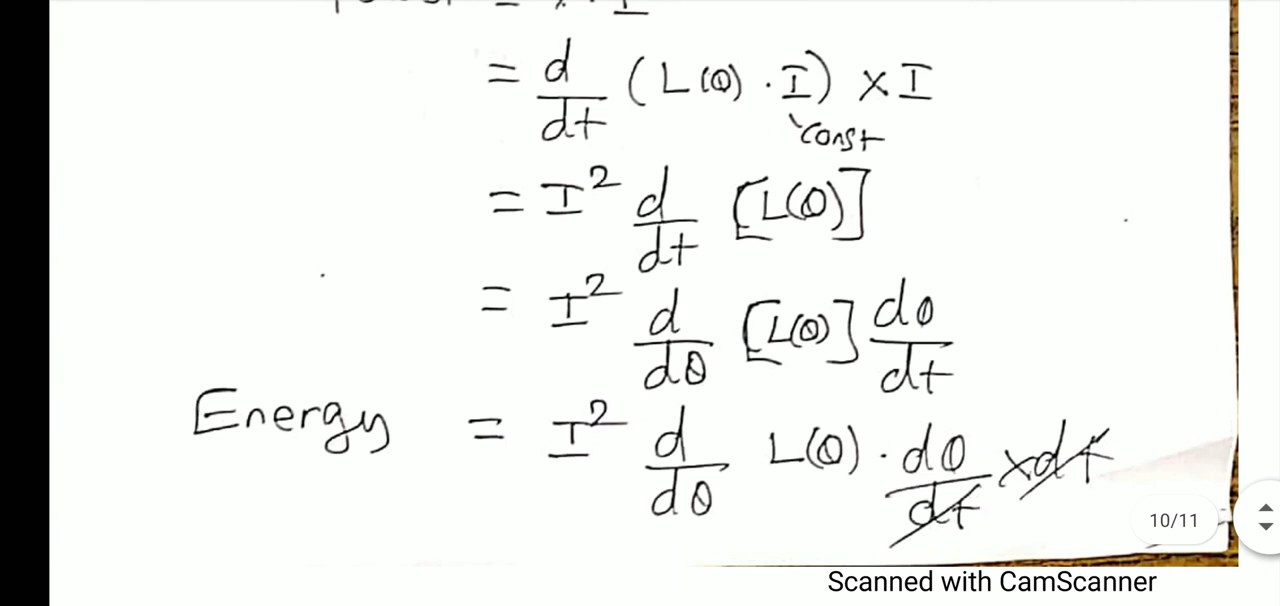 = d/dt (L(θ) · I) × I
const
= I² d/dt [L(θ)]
= I² d/dθ [L(θ)] dθ/dt
Energy = I² d/dθ L(θ) · dθ/dt × dt
10/11
Scanned with CamScanner